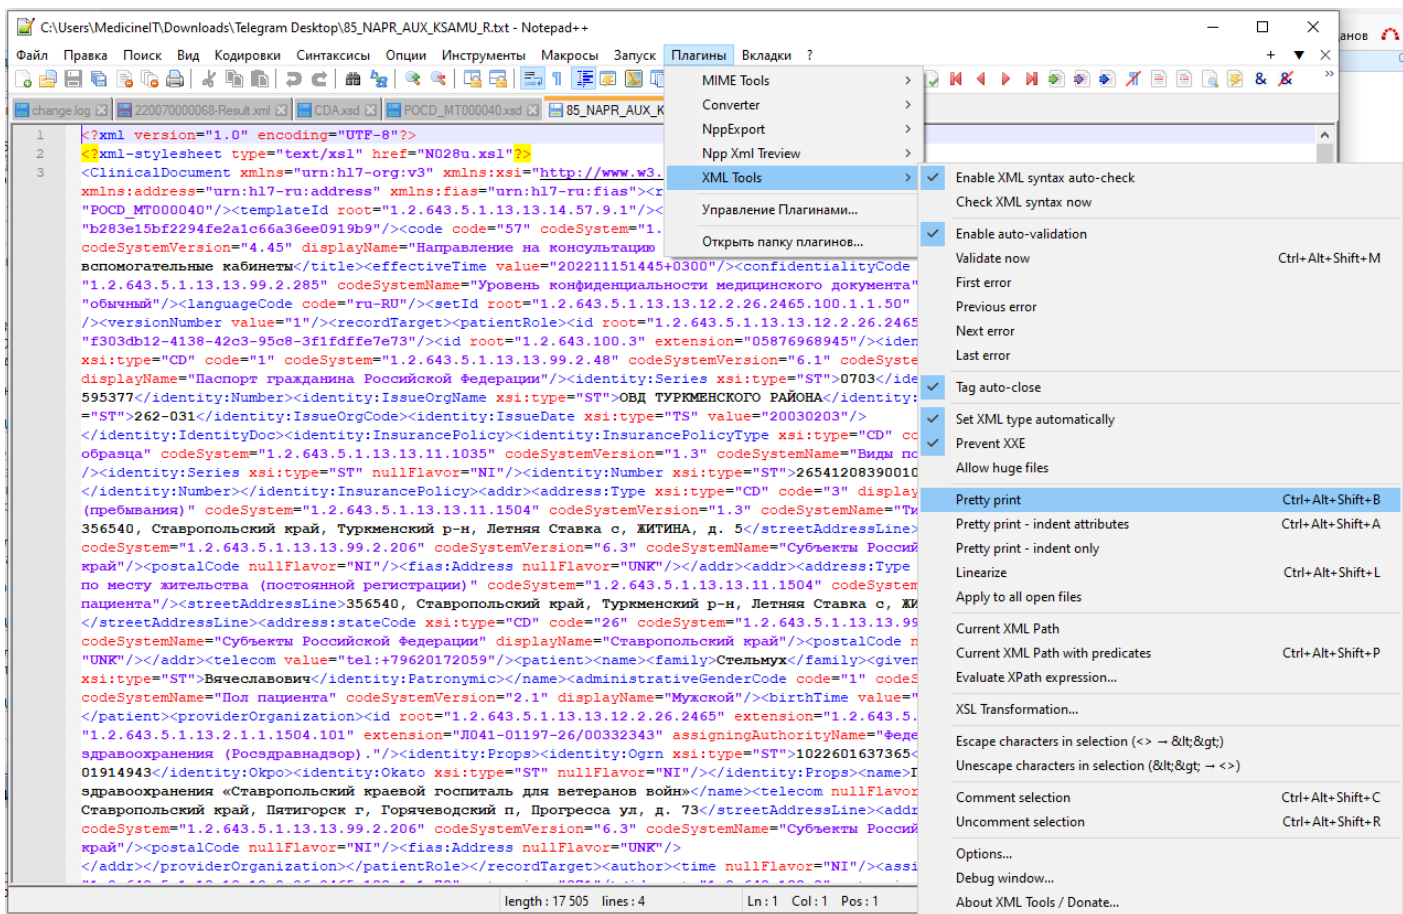 C:\Users\MedicineIT\Downloads\Telegram Desktop\85_NAPR_AUX_KSAMU_R.txt - Notepad++
анов
Файл Правка Поиск Вид Кодировки Синтаксисы Опции Инструменты Макросы Запуск Плагины Вкладки ?
change.log 220070000068-Result.xml CDA.xsd POCD_MT000040.xsd 85_NAPR_AUX_K
1 <?xml version="1.0" encoding="UTF-8"?>
2 <?xml-stylesheet type="text/xsl" href="N028u.xsl"?>
3 <ClinicalDocument xmlns="urn:hl7-org:v3" xmlns:xsi="http://www.w3.
xmlns:address="urn:hl7-ru:address" xmlns:fias="urn:hl7-ru:fias"><r
"POCD_MT000040"/><templateId root="1.2.643.5.1.13.13.14.57.9.1"/><
"b283e15bf2294fe2a1c66a36ee0919b9"/><code code="57" codeSystem="1.
codeSystemVersion="4.45" displayName="Направление на консультацию
вспомогательные кабинеты</title><effectiveTime value="202211151445+0300"/><confidentialityCode
"1.2.643.5.1.13.13.99.2.285" codeSystemName="Уровень конфиденциальности медицинского документа"
"обычный"/><languageCode code="ru-RU"/><setId root="1.2.643.5.1.13.13.12.2.26.2465.100.1.1.50"
/><versionNumber value="1"/><recordTarget><patientRole><id root="1.2.643.5.1.13.13.12.2.26.2465
"f303db12-4138-42c3-95c8-3f1fdffe7e73"/><id root="1.2.643.100.3" extension="05876968945"/><iden
xsi:type="CD" code="1" codeSystem="1.2.643.5.1.13.13.99.2.48" codeSystemVersion="6.1" codeSyste
displayName="Паспорт гражданина Российской Федерации"/><identity:Series xsi:type="ST">0703</ide
595377</identity:Number><identity:IssueOrgName xsi:type="ST">ОВД ТУРКМЕНСКОГО РАЙОНА</identity:
="ST">262-031</identity:IssueOrgCode><identity:IssueDate xsi:type="TS" value="20030203"/>
</identity:IdentityDoc><identity:InsurancePolicy><identity:InsurancePolicyType xsi:type="CD" co
образца" codeSystem="1.2.643.5.1.13.13.11.1035" codeSystemVersion="1.3" codeSystemName="Виды по
/><identity:Series xsi:type="ST" nullFlavor="NI"/><identity:Number xsi:type="ST">26541208390010
</identity:Number></identity:InsurancePolicy><addr><address:Type xsi:type="CD" code="3" display
(пребывания)" codeSystem="1.2.643.5.1.13.13.11.1504" codeSystemVersion="1.3" codeSystemName="Ти
356540, Ставропольский край, Туркменский р-н, Летняя Ставка с, ЖИТИНА, д. 5</streetAddressLine>
codeSystem="1.2.643.5.1.13.13.99.2.206" codeSystemVersion="6.3" codeSystemName="Субъекты Россий
край"/><postalCode nullFlavor="NI"/><fias:Address nullFlavor="UNK"/></addr><addr><address:Type
по месту жительства (постоянной регистрации)" codeSystem="1.2.643.5.1.13.13.11.1504" codeSystem
пациента"/><streetAddressLine>356540, Ставропольский край, Туркменский р-н, Летняя Ставка с, ЖИ
</streetAddressLine><address:stateCode xsi:type="CD" code="26" codeSystem="1.2.643.5.1.13.13.99
codeSystemName="Субъекты Российской Федерации" displayName="Ставропольский край"/><postalCode n
"UNK"/></addr><telecom value="tel:+79620172059"/><patient><name><family>Стельмух</family><given
xsi:type="ST">Вячеславович</identity:Patronymic></name><administrativeGenderCode code="1" codeS
codeSystemName="Пол пациента" codeSystemVersion="2.1" displayName="Мужской"/><birthTime value="
</patient><providerOrganization><id root="1.2.643.5.1.13.13.12.2.26.2465" extension="1.2.643.5.
"1.2.643.5.1.13.2.1.1.1504.101" extension="Л041-01197-26/00332343" assigningAuthorityName="Феде
здравоохранения (Росздравнадзор)."/><identity:Props><identity:Ogrn xsi:type="ST">1022601637365<
01914943</identity:Okpo><identity:Okato xsi:type="ST" nullFlavor="NI"/></identity:Props><name>Г
здравоохранения «Ставропольский краевой госпиталь для ветеранов войн»</name><telecom nullFlavor
Ставропольский край, Пятигорск г, Горячеводский п, Прогресса ул, д. 73</streetAddressLine><addr
codeSystem="1.2.643.5.1.13.13.99.2.206" codeSystemVersion="6.3" codeSystemName="Субъекты Россий
край"/><postalCode nullFlavor="NI"/><fias:Address nullFlavor="UNK"/>
</addr></providerOrganization></patientRole></recordTarget><author><time nullFlavor="NI"/><assi
length : 17 505 lines : 4 Ln : 1 Col : 1 Pos : 1
MIME Tools
Converter
NppExport
Npp Xml Treview
XML Tools
Управление Плагинами...
Открыть папку плагинов...
Enable XML syntax auto-check
Check XML syntax now
Enable auto-validation
Validate now Ctrl+Alt+Shift+M
First error
Previous error
Next error
Last error
Tag auto-close
Set XML type automatically
Prevent XXE
Allow huge files
Pretty print Ctrl+Alt+Shift+B
Pretty print - indent attributes Ctrl+Alt+Shift+A
Pretty print - indent only
Linearize Ctrl+Alt+Shift+L
Apply to all open files
Current XML Path
Current XML Path with predicates Ctrl+Alt+Shift+P
Evaluate XPath expression...
XSL Transformation...
Escape characters in selection (<> → &lt;&gt;)
Unescape characters in selection (&lt;&gt; → <>)
Comment selection Ctrl+Alt+Shift+C
Uncomment selection Ctrl+Alt+Shift+R
Options...
Debug window...
About XML Tools / Donate...